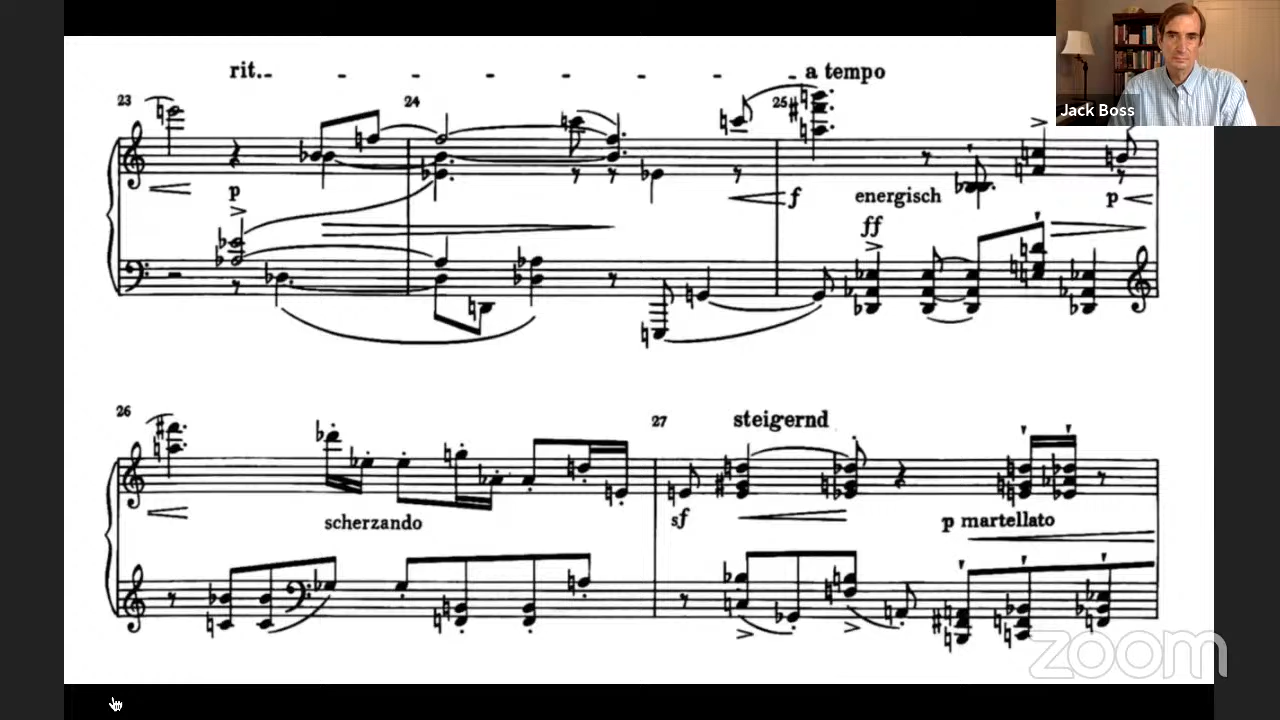 rit..
a tempo
23
24
25
Jack Boss
p
f
energisch
p
ff
26
27
steigernd
scherzando
sf
p martellato
zoom